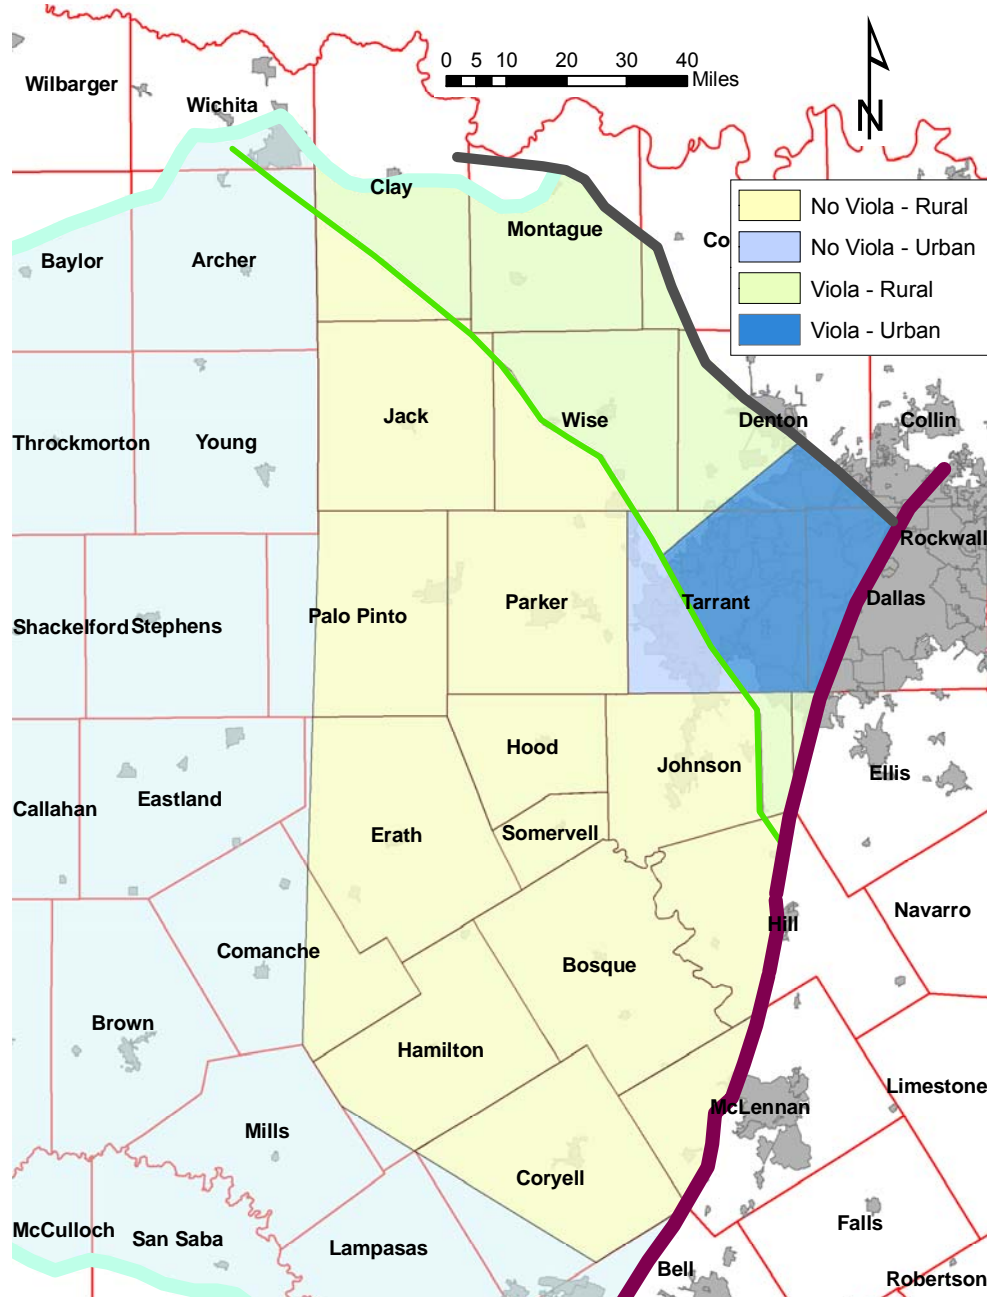 0 5 10 20 30 40
Miles
Wilbarger
Wichita
N
Clay
No Viola - Rural
Montague
Co
No Viola - Urban
Baylor
Archer
Viola - Rural
Viola - Urban
Jack
Wise
Denton
Collin
Throckmorton
Young
Rockwall
Palo Pinto
Parker
Tarrant
Dallas
Shackelford
Stephens
Hood
Johnson
Ellis
Callahan
Eastland
Erath
Somervell
Navarro
Hill
Comanche
Bosque
Brown
Hamilton
Limestone
McLennan
Mills
Coryell
Falls
McCulloch
San Saba
Lampasas
Bell
Robertson